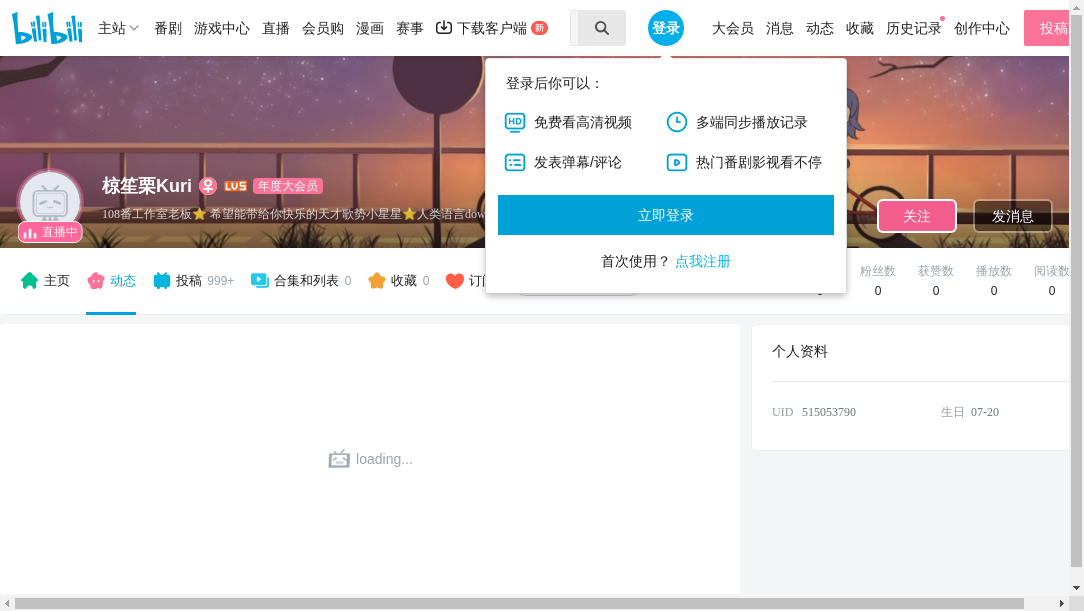 bilibili 主站 番剧 游戏中心 直播 会员购 漫画 赛事 下载客户端 新 登录 大会员 消息 动态 收藏 历史记录 创作中心 投稿
登录后你可以：
HD 免费看高清视频 多端同步播放记录
发表弹幕/评论 热门番剧影视看不停
立即登录
首次使用？ 点我注册
椋笙栗Kuri LV5 年度大会员
108番工作室老板⭐ 希望能带给你快乐的天才歌势小星星⭐人类语言dow
直播中
关注 发消息
主页 动态 投稿 999+ 合集和列表 0 收藏 0
粉丝数 获赞数 播放数 阅读数
0 0 0 0
个人资料
UID 515053790 生日 07-20
loading...